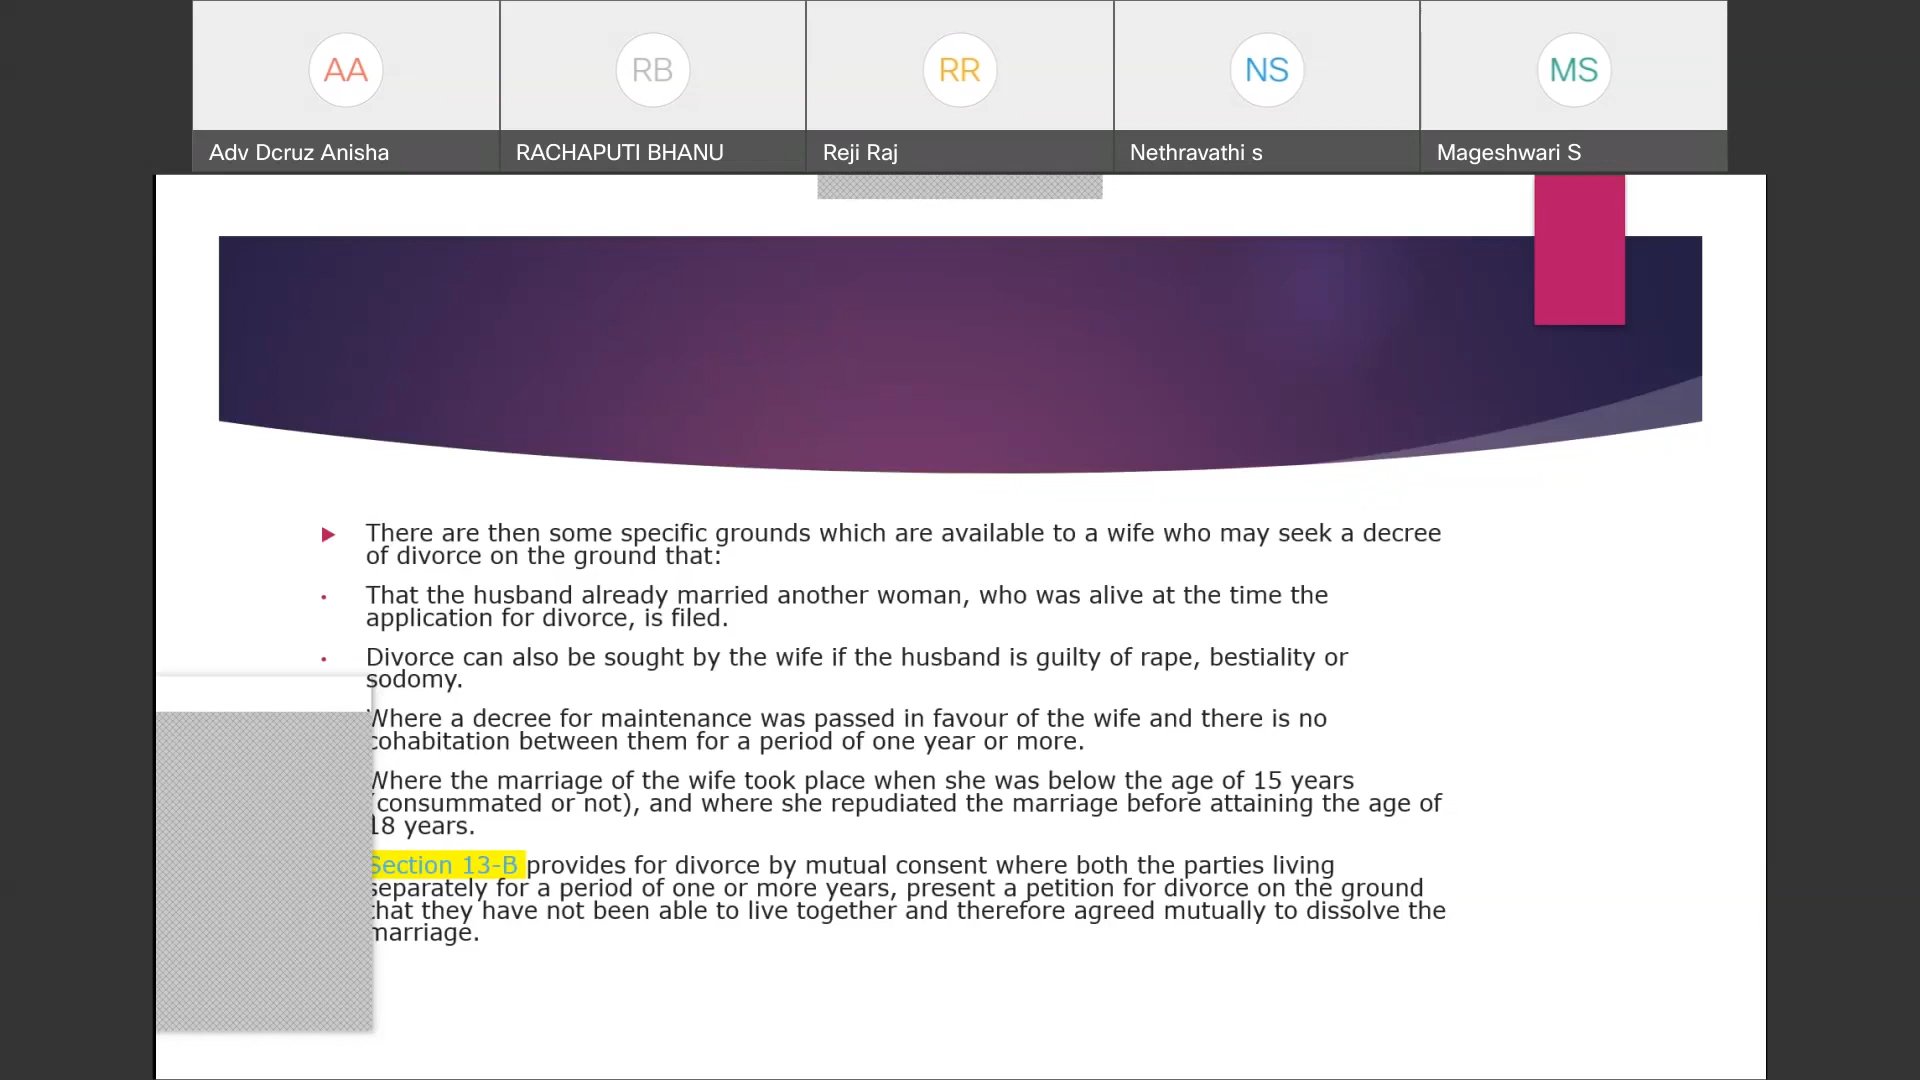 AA
RB
RR
NS
MS
Adv Dcruz Anisha
RACHAPUTI BHANU
Reji Raj
Nethravathi s
Mageshwari S
There are then some specific grounds which are available to a wife who may seek a decree
of divorce on the ground that:
That the husband already married another woman, who was alive at the time the
application for divorce, is filed.
Divorce can also be sought by the wife if the husband is guilty of rape, bestiality or
sodomy.
Where a decree for maintenance was passed in favour of the wife and there is no
cohabitation between them for a period of one year or more.
Where the marriage of the wife took place when she was below the age of 15 years
(consummated or not), and where she repudiated the marriage before attaining the age of
18 years.
Section 13-B provides for divorce by mutual consent where both the parties living
separately for a period of one or more years, present a petition for divorce on the ground
that they have not been able to live together and therefore agreed mutually to dissolve the
marriage.